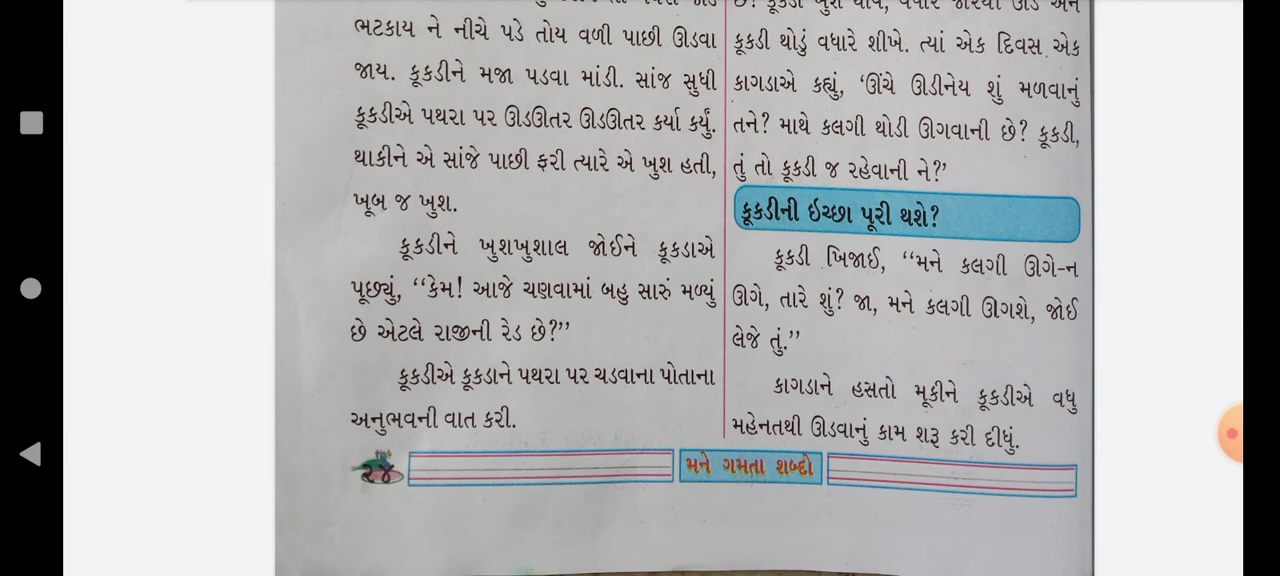 ભટકાય ને નીચે પડે તોય વળી પાછી ઊડવા
જાય. કૂકડીને મજા પડવા માંડી. સાંજ સુધી
કૂકડીએ પથરા પર ઊડઊતર ઊડઊતર કર્યા કર્યું.
થાકીને એ સાંજે પાછી ફરી ત્યારે એ ખુશ હતી,
ખૂબ જ ખુશ.
કૂકડીને ખુશખુશાલ જોઈને કૂકડાએ
પૂછ્યું, “કેમ! આજે ચણવામાં બહુ સારું મળ્યું
છે એટલે રાજીની રેડ છે?”
કૂકડીએ કૂકડાને પથરા પર ચડવાના પોતાના
અનુભવની વાત કરી.
કૂકડી થોડું વધારે શીખે. ત્યાં એક દિવસ એક
કાગડાએ કહ્યું, ‘ઊંચે ઊડીનેય શું મળવાનું
તને? માથે કલગી થોડી ઊગવાની છે? કૂકડી,
તું તો કૂકડી જ રહેવાની ને?’
કૂકડીની ઇચ્છા પૂરી થશે?
કૂકડી ખિજાઈ, “મને કલગી ઊગે-ન
ઊગે, તારે શું? જા, મને કલગી ઊગશે, જોઈ
લેજે તું.”
કાગડાને હસતો મૂકીને કૂકડીએ વધુ
મહેનતથી ઊડવાનું કામ શરૂ કરી દીધું.
૨૪
મને ગમતા શબ્દો